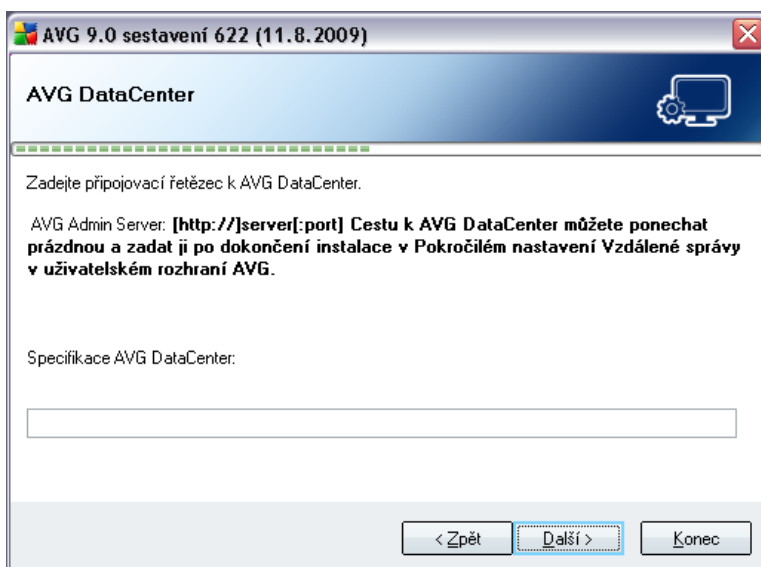 AVG 9.0 sestavení 622 (11.8.2009)
AVG DataCenter
Zadejte připojovací řetězec k AVG DataCenter.
AVG Admin Server: [http://]server[:port] Cestu k AVG DataCenter můžete ponechat
prázdnou a zadat ji po dokončení instalace v Pokročilém nastavení Vzdálené správy
v uživatelském rozhraní AVG.
Specifikace AVG DataCenter:
< Zpět Další > Konec